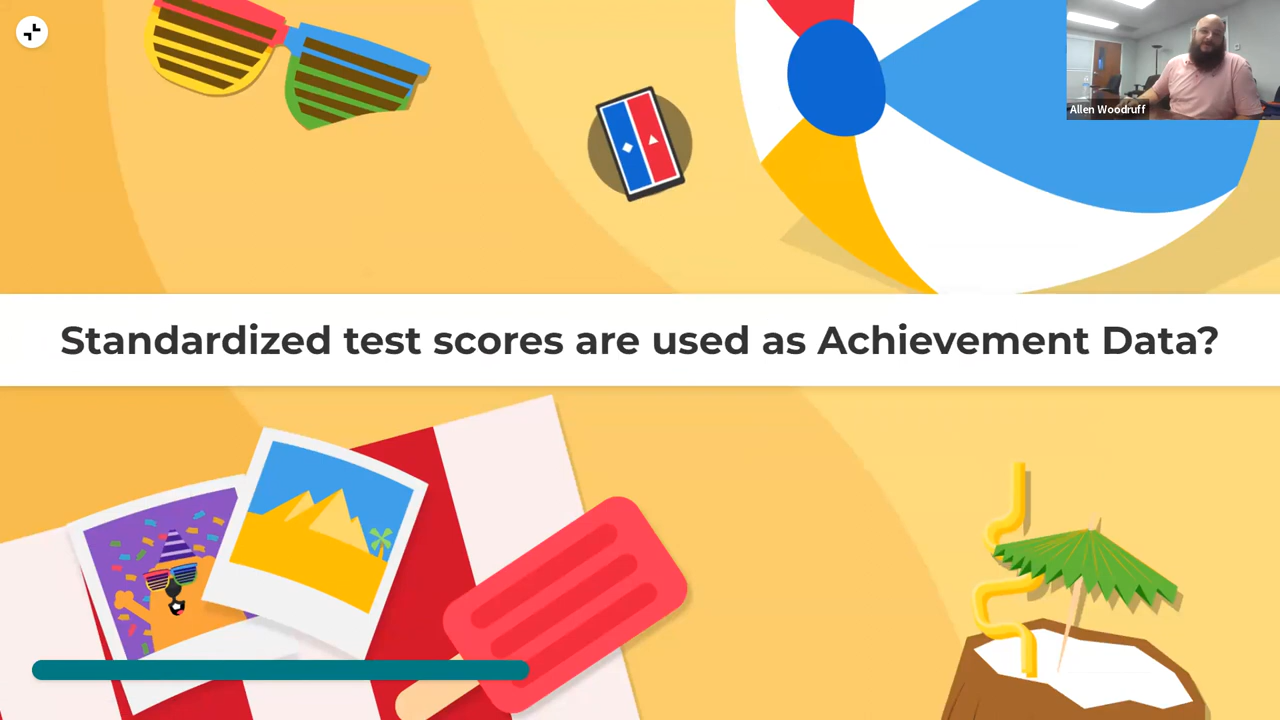 Allen Woodruff
Standardized test scores are used as Achievement Data?